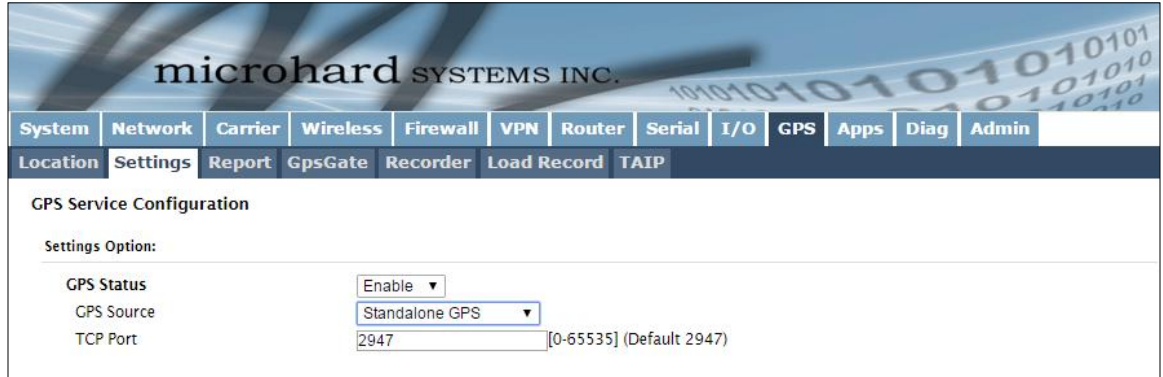 microhard SYSTEMS INC.
System Network Carrier Wireless Firewall VPN Router Serial I/O GPS Apps Diag Admin
Location Settings Report GpsGate Recorder Load Record TAIP
GPS Service Configuration
Settings Option:
GPS Status Enable
GPS Source Standalone GPS
TCP Port 2947 [0-65535] (Default 2947)